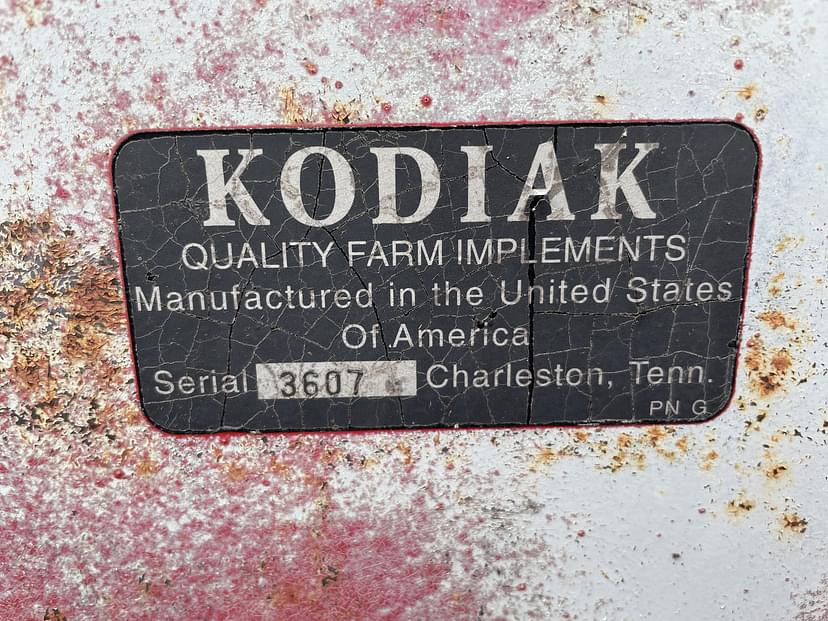 KODIAK
QUALITY FARM IMPLEMENTS
Manufactured in the United States
Of America
Serial 3607 Charleston, Tenn.
PN G